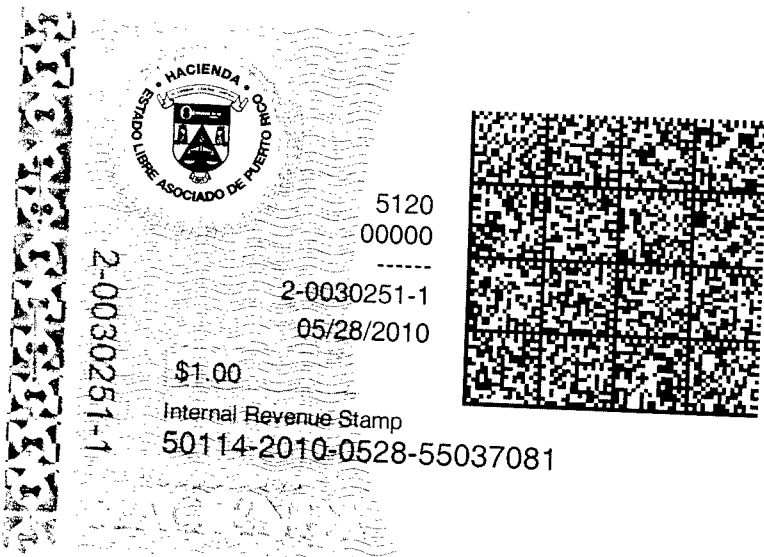 • HACIENDA •
ESTADO LIBRE ASOCIADO DE PUERTO RICO
5120
00000
------
2-0030251-1
05/28/2010
2-0030251-1
$1.00
Internal Revenue Stamp
50114-2010-0528-55037081